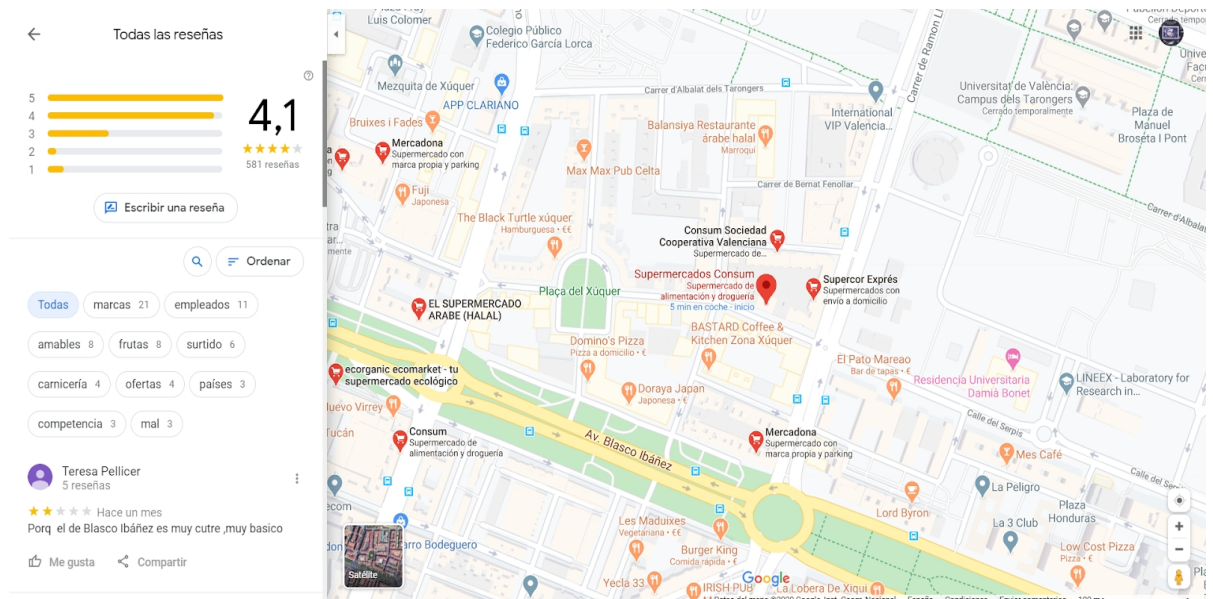 Todas las reseñas
5
4
3
2
1
4,1
581 reseñas
Escribir una reseña
Ordenar
Todas
marcas 21
empleados 11
amables 8
frutas 8
surtido 6
carnicería 4
ofertas 4
países 3
competencia 3
mal 3
Teresa Pellicer
5 reseñas
Hace un mes
Porq el de Blasco Ibáñez es muy cutre ,muy basico
Me gusta
Compartir
Luis Colomer
Colegio Público
Federico García Lorca
Mezquita de Xúquer
APP CLARIANO
Bruixes i Fades
Mercadona
Supermercado con
marca propia y parking
Fuji
Japonesa
Max Max Pub Celta
Carrer d'Albalat dels Tarongers
Balansiya Restaurante
árabe halal
Marroquí
International
VIP Valencia...
Carrer de Ramon Ll
Universitat de València:
Campus dels Tarongers
Cerrado temporalmente
Plaza de
Manuel
Broseta I Pont
Carrer de Bernat Fenollar
Carrer d'Albal
The Black Turtle xúquer
Hamburguesa • €€
Consum Sociedad
Cooperativa Valenciana
Supermercado de...
Supermercados Consum
Supermercado de
alimentación y droguería
5 min en coche - inicio
Supercor Exprés
Supermercados con
envío a domicilio
Plaça del Xúquer
EL SUPERMERCADO
ARABE (HALAL)
BASTARD Coffee &
Kitchen Zona Xúquer
Domino's Pizza
Pizza a domicilio • €
ecorganic ecomarket - tu
supermercado ecológico
Doraya Japan
Japonesa • €
El Pato Mareao
Bar de tapas • €
Residencia Universitaria
Damià Bonet
LINEEX - Laboratory for
Research in...
Calle del Serpis
Consum
Supermercado de
alimentación y droguería
Av. Blasco Ibáñez
Mercadona
Supermercado con
marca propia y parking
Mes Café
Calle del Ser
La Peligro
Lord Byron
Plaza
Honduras
La 3 Club
Les Maduixes
Vegetariana • €€
Burger King
Comida rápida • €
Low Cost Pizza
Pizza • €
Yecla 33
IRISH PUB
La Lobera De Xiqui
Satélite
Google